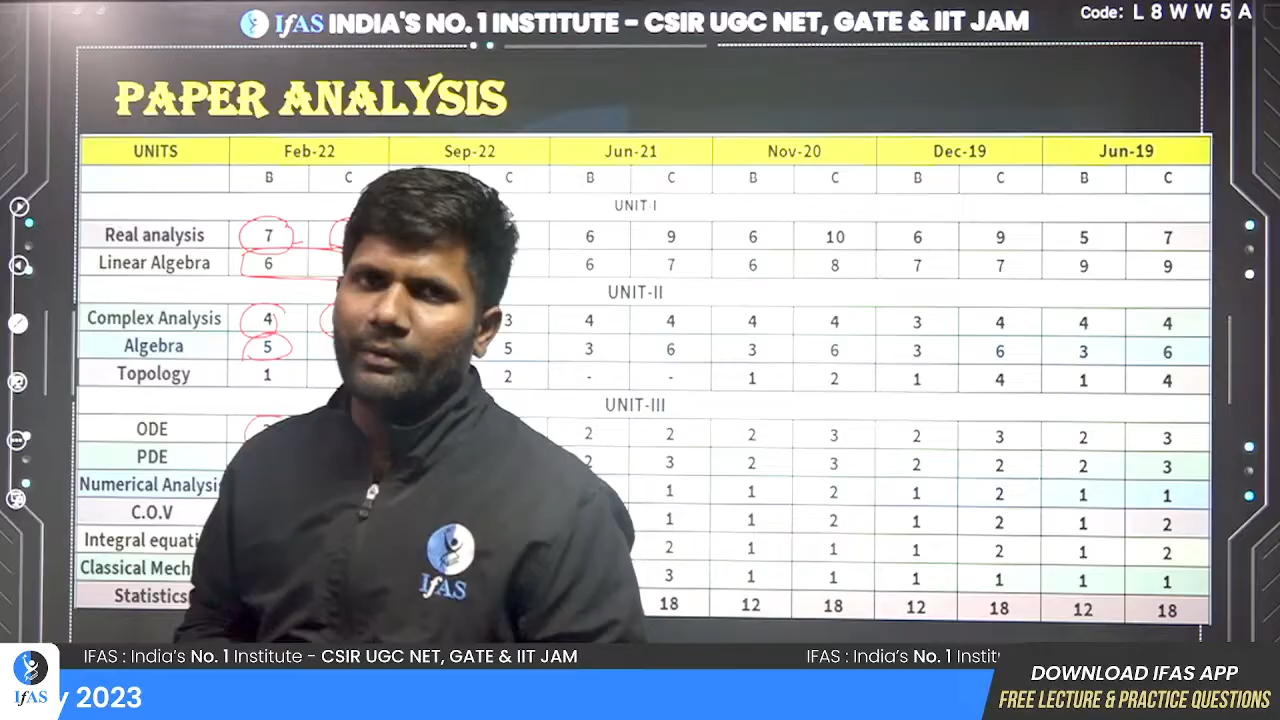 IfAS INDIA'S NO. 1 INSTITUTE - CSIR UGC NET, GATE & IIT JAM
Code: L 8 W W 5 A
PAPER ANALYSIS
UNITS Feb-22 Sep-22 Jun-21 Nov-20 Dec-19 Jun-19
B C C B C B C B C B C
UNIT-I
Real analysis 7 6 9 6 10 6 9 5 7
Linear Algebra 6 6 7 6 8 7 7 9 9
UNIT-II
Complex Analysis 4 3 4 4 4 4 3 4 4 4
Algebra 5 5 3 6 3 6 3 6 3 6
Topology 1 2 - - 1 2 1 4 1 4
UNIT-III
ODE 2 2 2 3 2 3 2 3
PDE 2 3 2 3 2 2 2 3
Numerical 1 1 2 1 2 1 1
C.O.V 1 1 2 1 2 1 2
Integral 2 1 1 1 2 1 2
Classical 3 1 1 1 1 1 1
Statistics 18 12 18 12 18 12 18
IfAS
IFAS : India's No. 1 Institute - CSIR UGC NET, GATE & IIT JAM
IFAS : India's No. 1
IfAS
2023
DOWNLOAD IFAS APP
FREE LECTURE & PRACTICE QUESTIONS